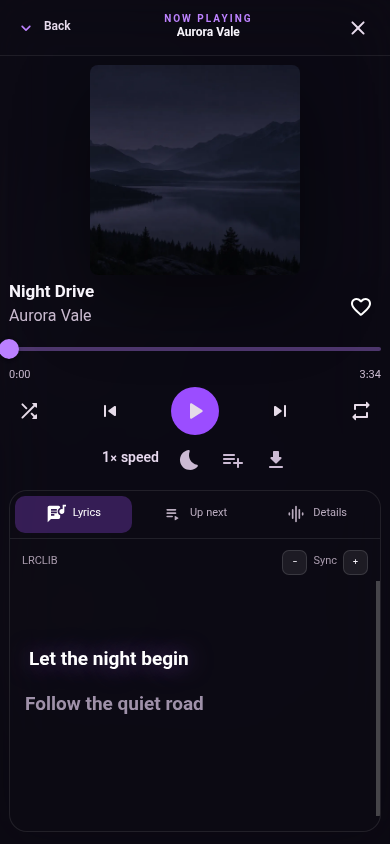 Back
NOW PLAYING
Aurora Vale
Night Drive
Aurora Vale
0:00
3:34
1× speed
Lyrics
Up next
Details
LRCLIB
- Sync +
Let the night begin
Follow the quiet road